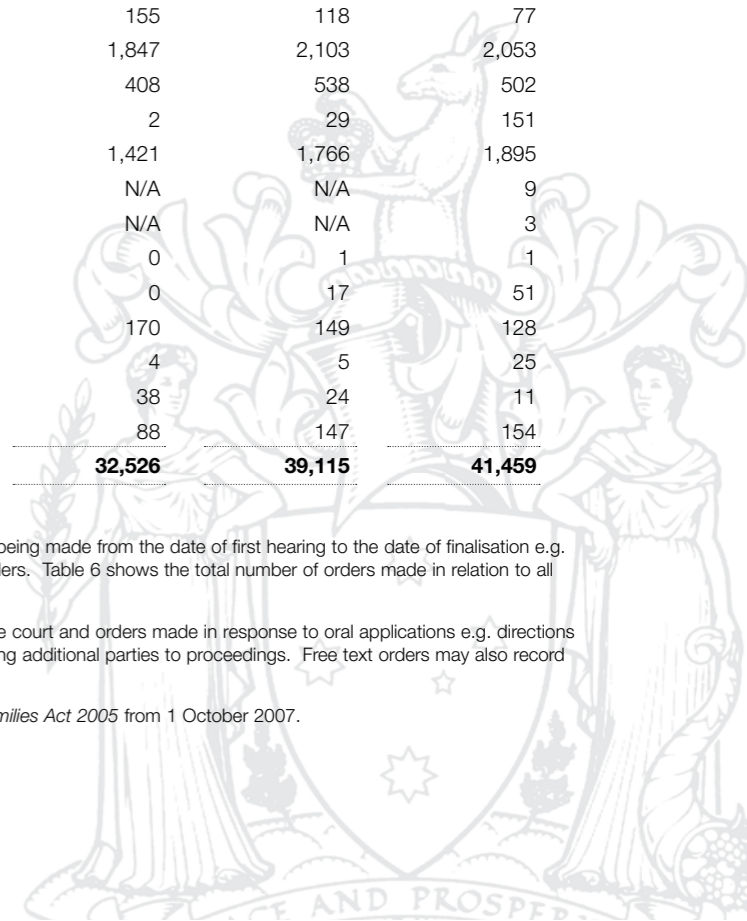 155 118 77
1,847 2,103 2,053
408 538 502
2 29 151
1,421 1,766 1,895
N/A N/A 9
N/A N/A 3
0 1 1
0 17 51
170 149 128
4 5 25
38 24 11
88 147 154
32,526 39,115 41,459
being made from the date of first hearing to the date of finalisation e.g.
ders. Table 6 shows the total number of orders made in relation to all
e court and orders made in response to oral applications e.g. directions
ng additional parties to proceedings. Free text orders may also record
milies Act 2005 from 1 October 2007.
AND PROSPER